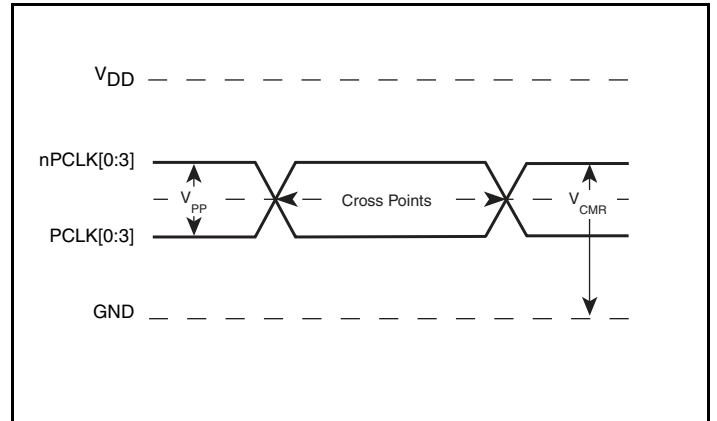 VDD
nPCLK[0:3]
VPP
Cross Points
VCMR
PCLK[0:3]
GND